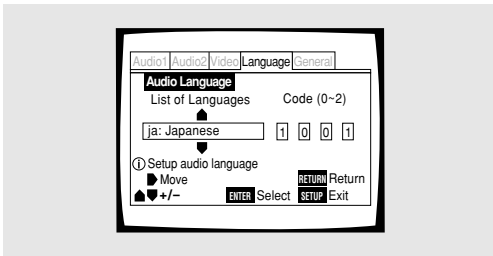 Audio1 Audio2 Video Language General
Audio Language
List of Languages Code (0~2)
ja: Japanese 1 0 0 1
i Setup audio language
Move RETURN Return
+/− ENTER Select SETUP Exit